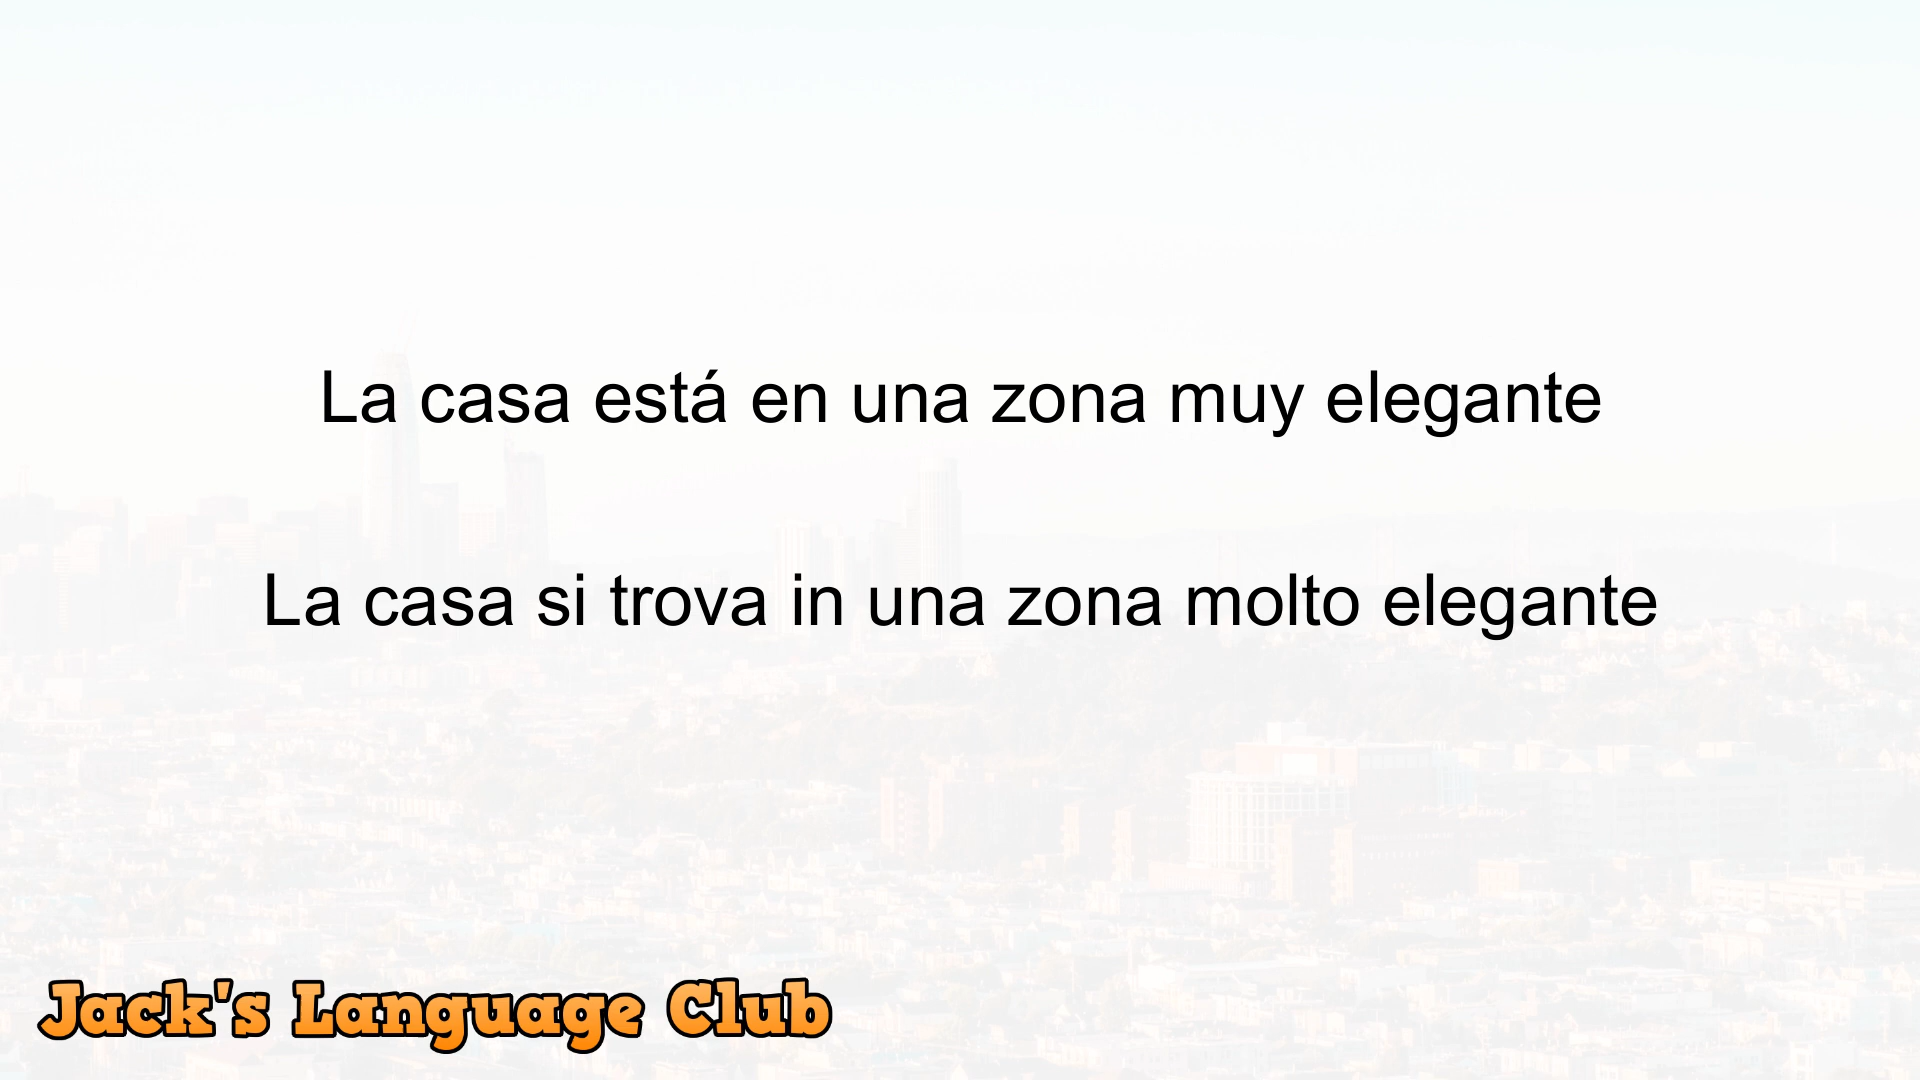 La casa está en una zona muy elegante
La casa si trova in una zona molto elegante
Jack's Language Club